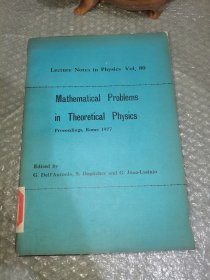 Lecture Notes in Physics Vol. 80
Mathematical Problems
in Theoretical Physics
Proceedings, Rome 1977
Edited by
G. Dell'Antonio, S. Doplicher and G. Jona-Lasinio